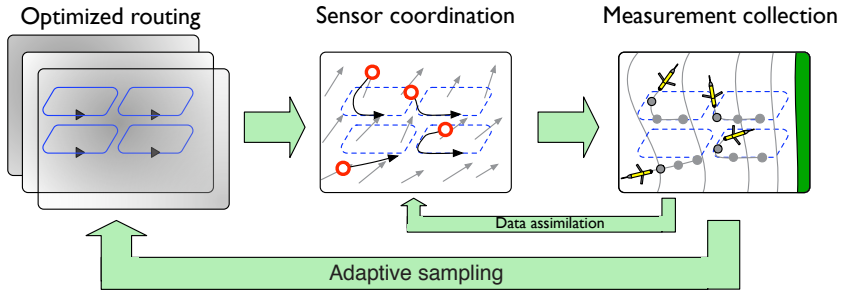 Optimized routing
Sensor coordination
Measurement collection
Data assimilation
Adaptive sampling